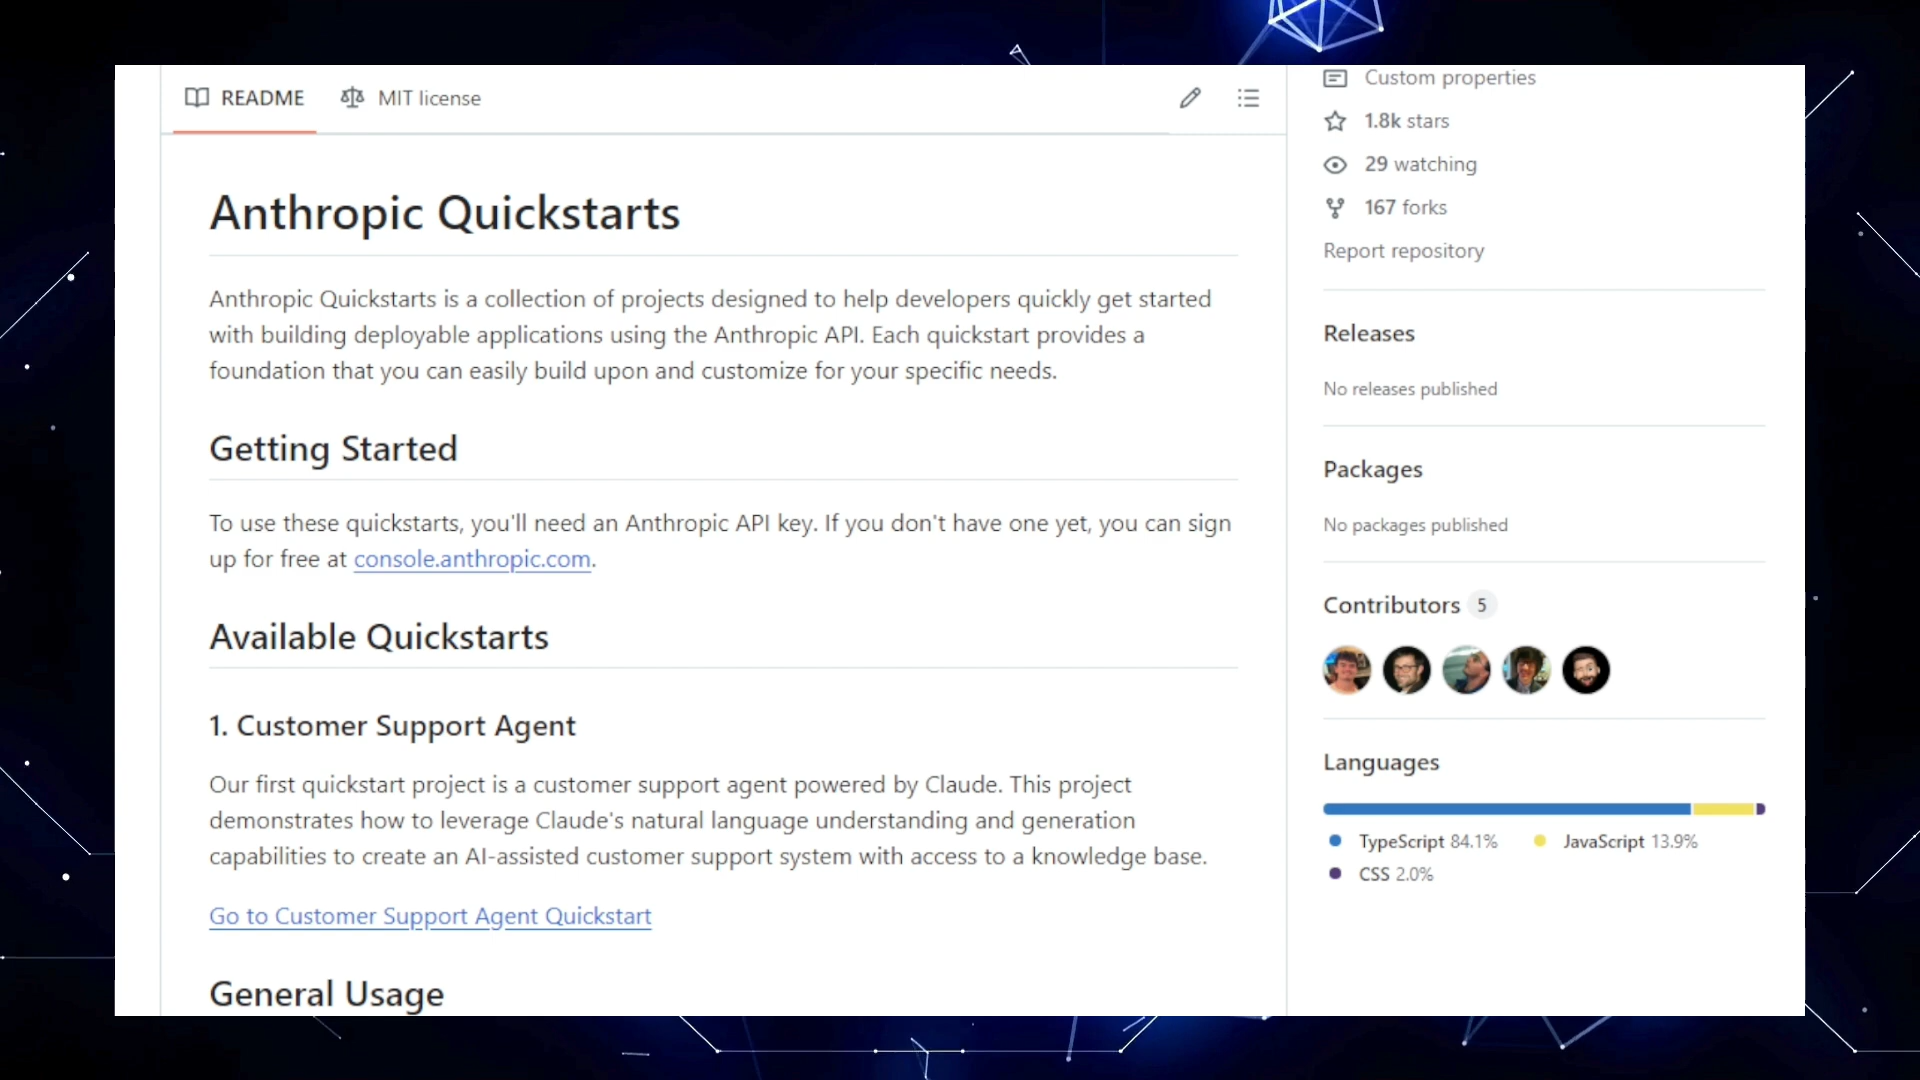 README
MIT license
Anthropic Quickstarts
Anthropic Quickstarts is a collection of projects designed to help developers quickly get started
with building deployable applications using the Anthropic API. Each quickstart provides a
foundation that you can easily build upon and customize for your specific needs.
Getting Started
To use these quickstarts, you'll need an Anthropic API key. If you don't have one yet, you can sign
up for free at console.anthropic.com.
Available Quickstarts
1. Customer Support Agent
Our first quickstart project is a customer support agent powered by Claude. This project
demonstrates how to leverage Claude's natural language understanding and generation
capabilities to create an AI-assisted customer support system with access to a knowledge base.
Go to Customer Support Agent Quickstart
General Usage
Custom properties
1.8k stars
29 watching
167 forks
Report repository
Releases
No releases published
Packages
No packages published
Contributors 5
Languages
TypeScript 84.1% JavaScript 13.9%
CSS 2.0%